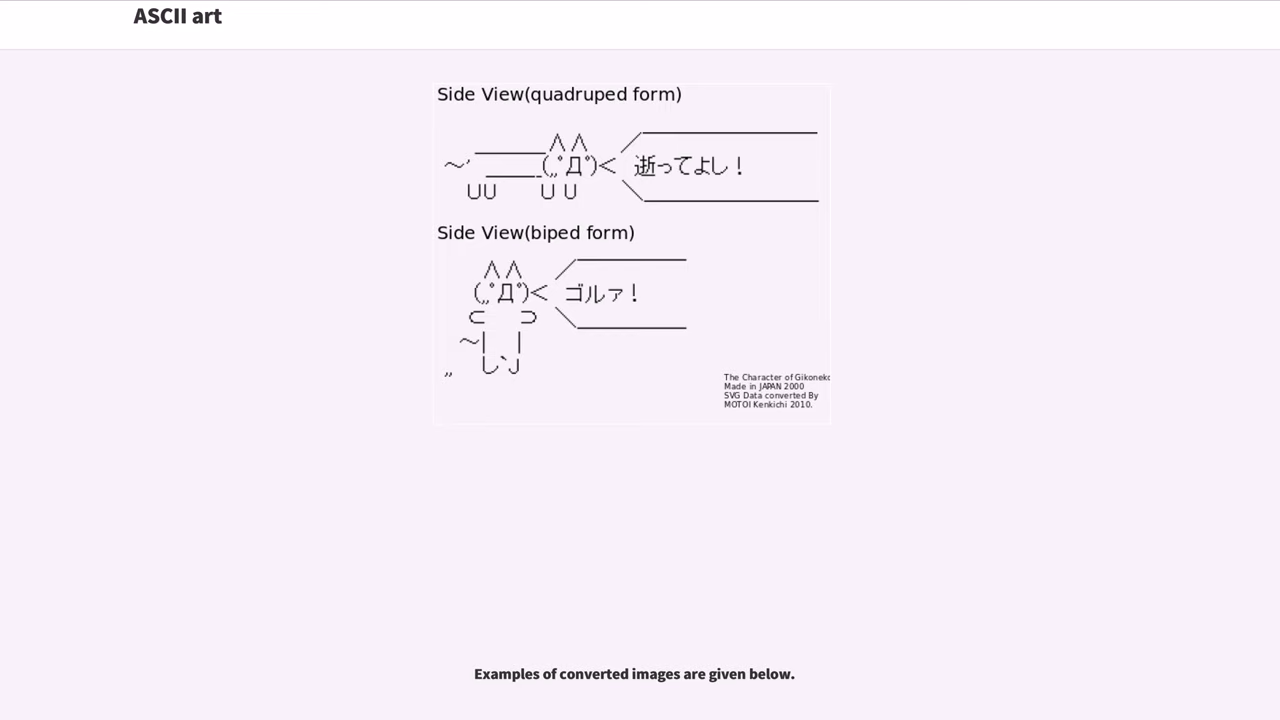 ASCII art
Side View(quadruped form)
∧∧
～′￣￣(,,ﾟДﾟ)＜ 逝ってよし！
UU U U
Side View(biped form)
∧∧
(,,ﾟДﾟ)＜ ゴルァ！
⊂ ⊃
～| |
,, し`J
The Character of Gikoneko
Made in JAPAN 2000
SVG Data converted By
MOTOI Kenkichi 2010.
Examples of converted images are given below.